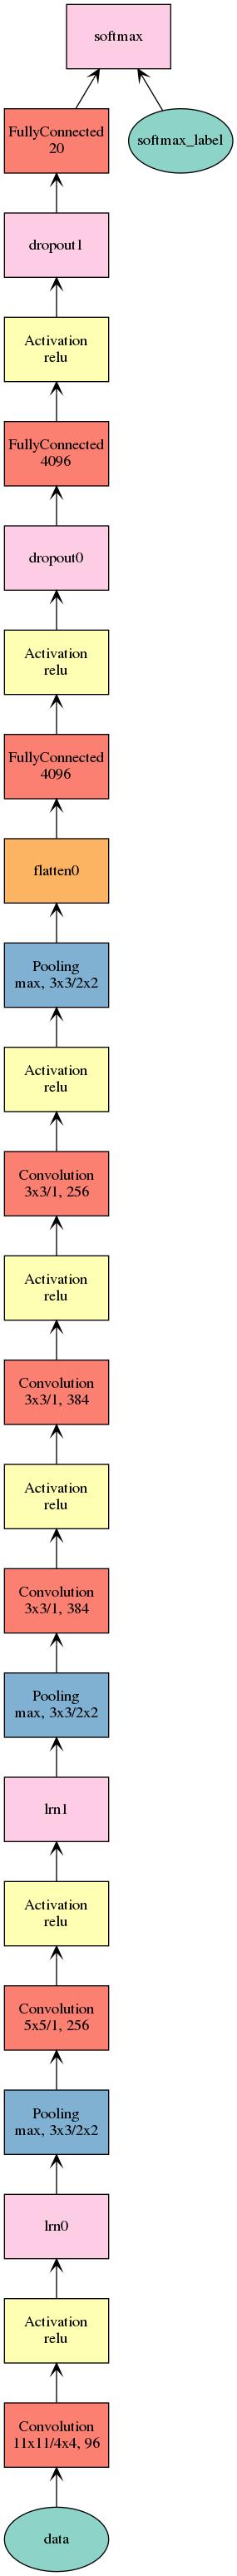 softmax
FullyConnected
20
softmax_label
dropout1
Activation
relu
FullyConnected
4096
dropout0
Activation
relu
FullyConnected
4096
flatten0
Pooling
max, 3x3/2x2
Activation
relu
Convolution
3x3/1, 256
Activation
relu
Convolution
3x3/1, 384
Activation
relu
Convolution
3x3/1, 384
Pooling
max, 3x3/2x2
lrn1
Activation
relu
Convolution
5x5/1, 256
Pooling
max, 3x3/2x2
lrn0
Activation
relu
Convolution
11x11/4x4, 96
data